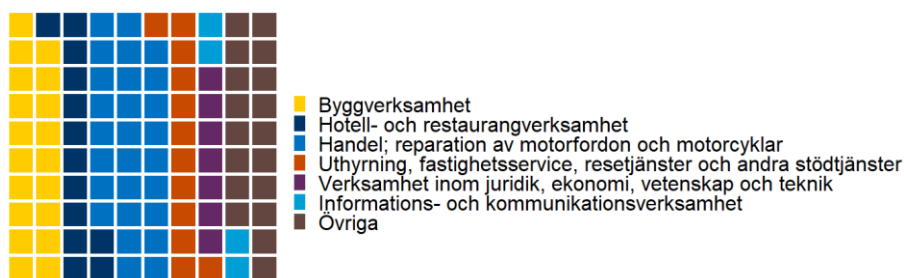 Byggverksamhet
Hotell- och restaurangverksamhet
Handel; reparation av motorfordon och motorcyklar
Uthyrning, fastighetsservice, resetjänster och andra stödtjänster
Verksamhet inom juridik, ekonomi, vetenskap och teknik
Informations- och kommunikationsverksamhet
Övriga